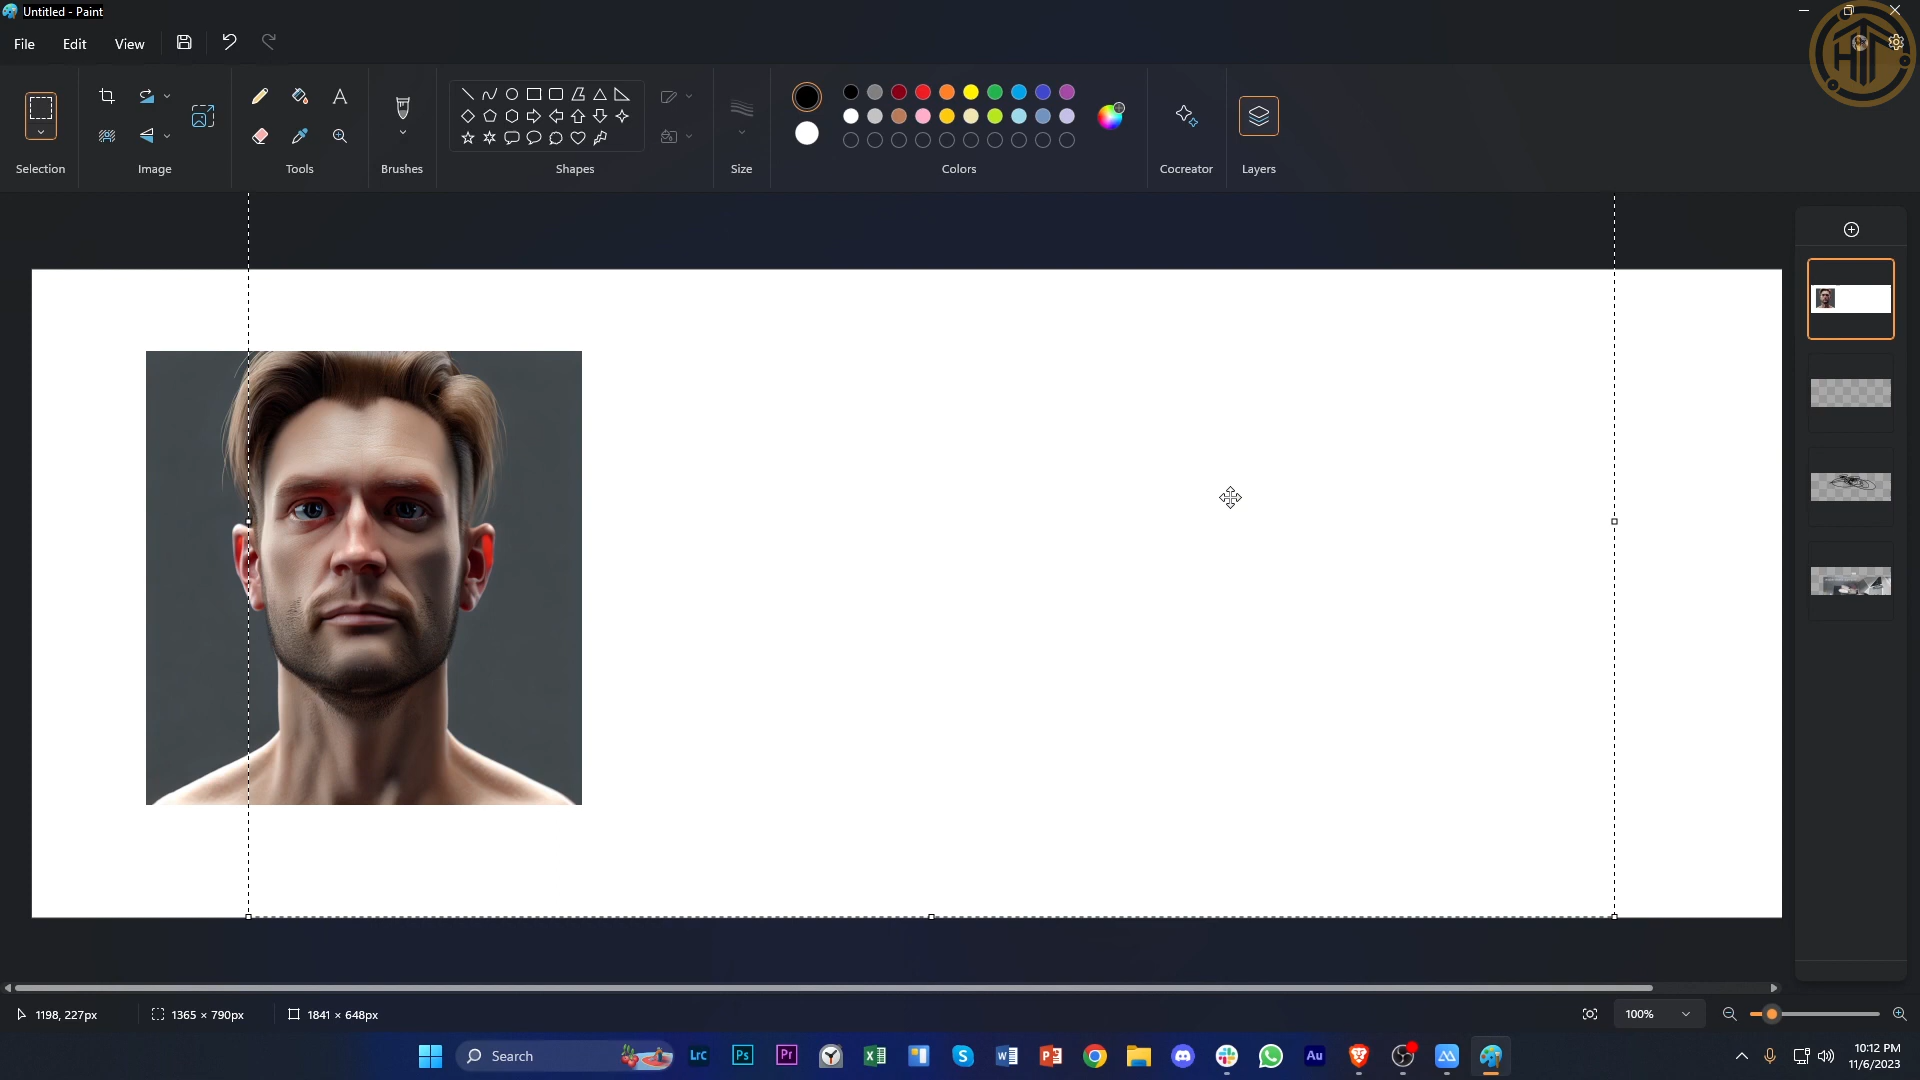 Untitled - Paint
File
Edit
View
HT
Selection
Image
Tools
Brushes
Shapes
Size
Colors
Cocreator
Layers
1198, 227px
1365 × 790px
1841 × 648px
100%
Search
LrC
Ps
Pr
Au
10:12 PM
11/6/2023